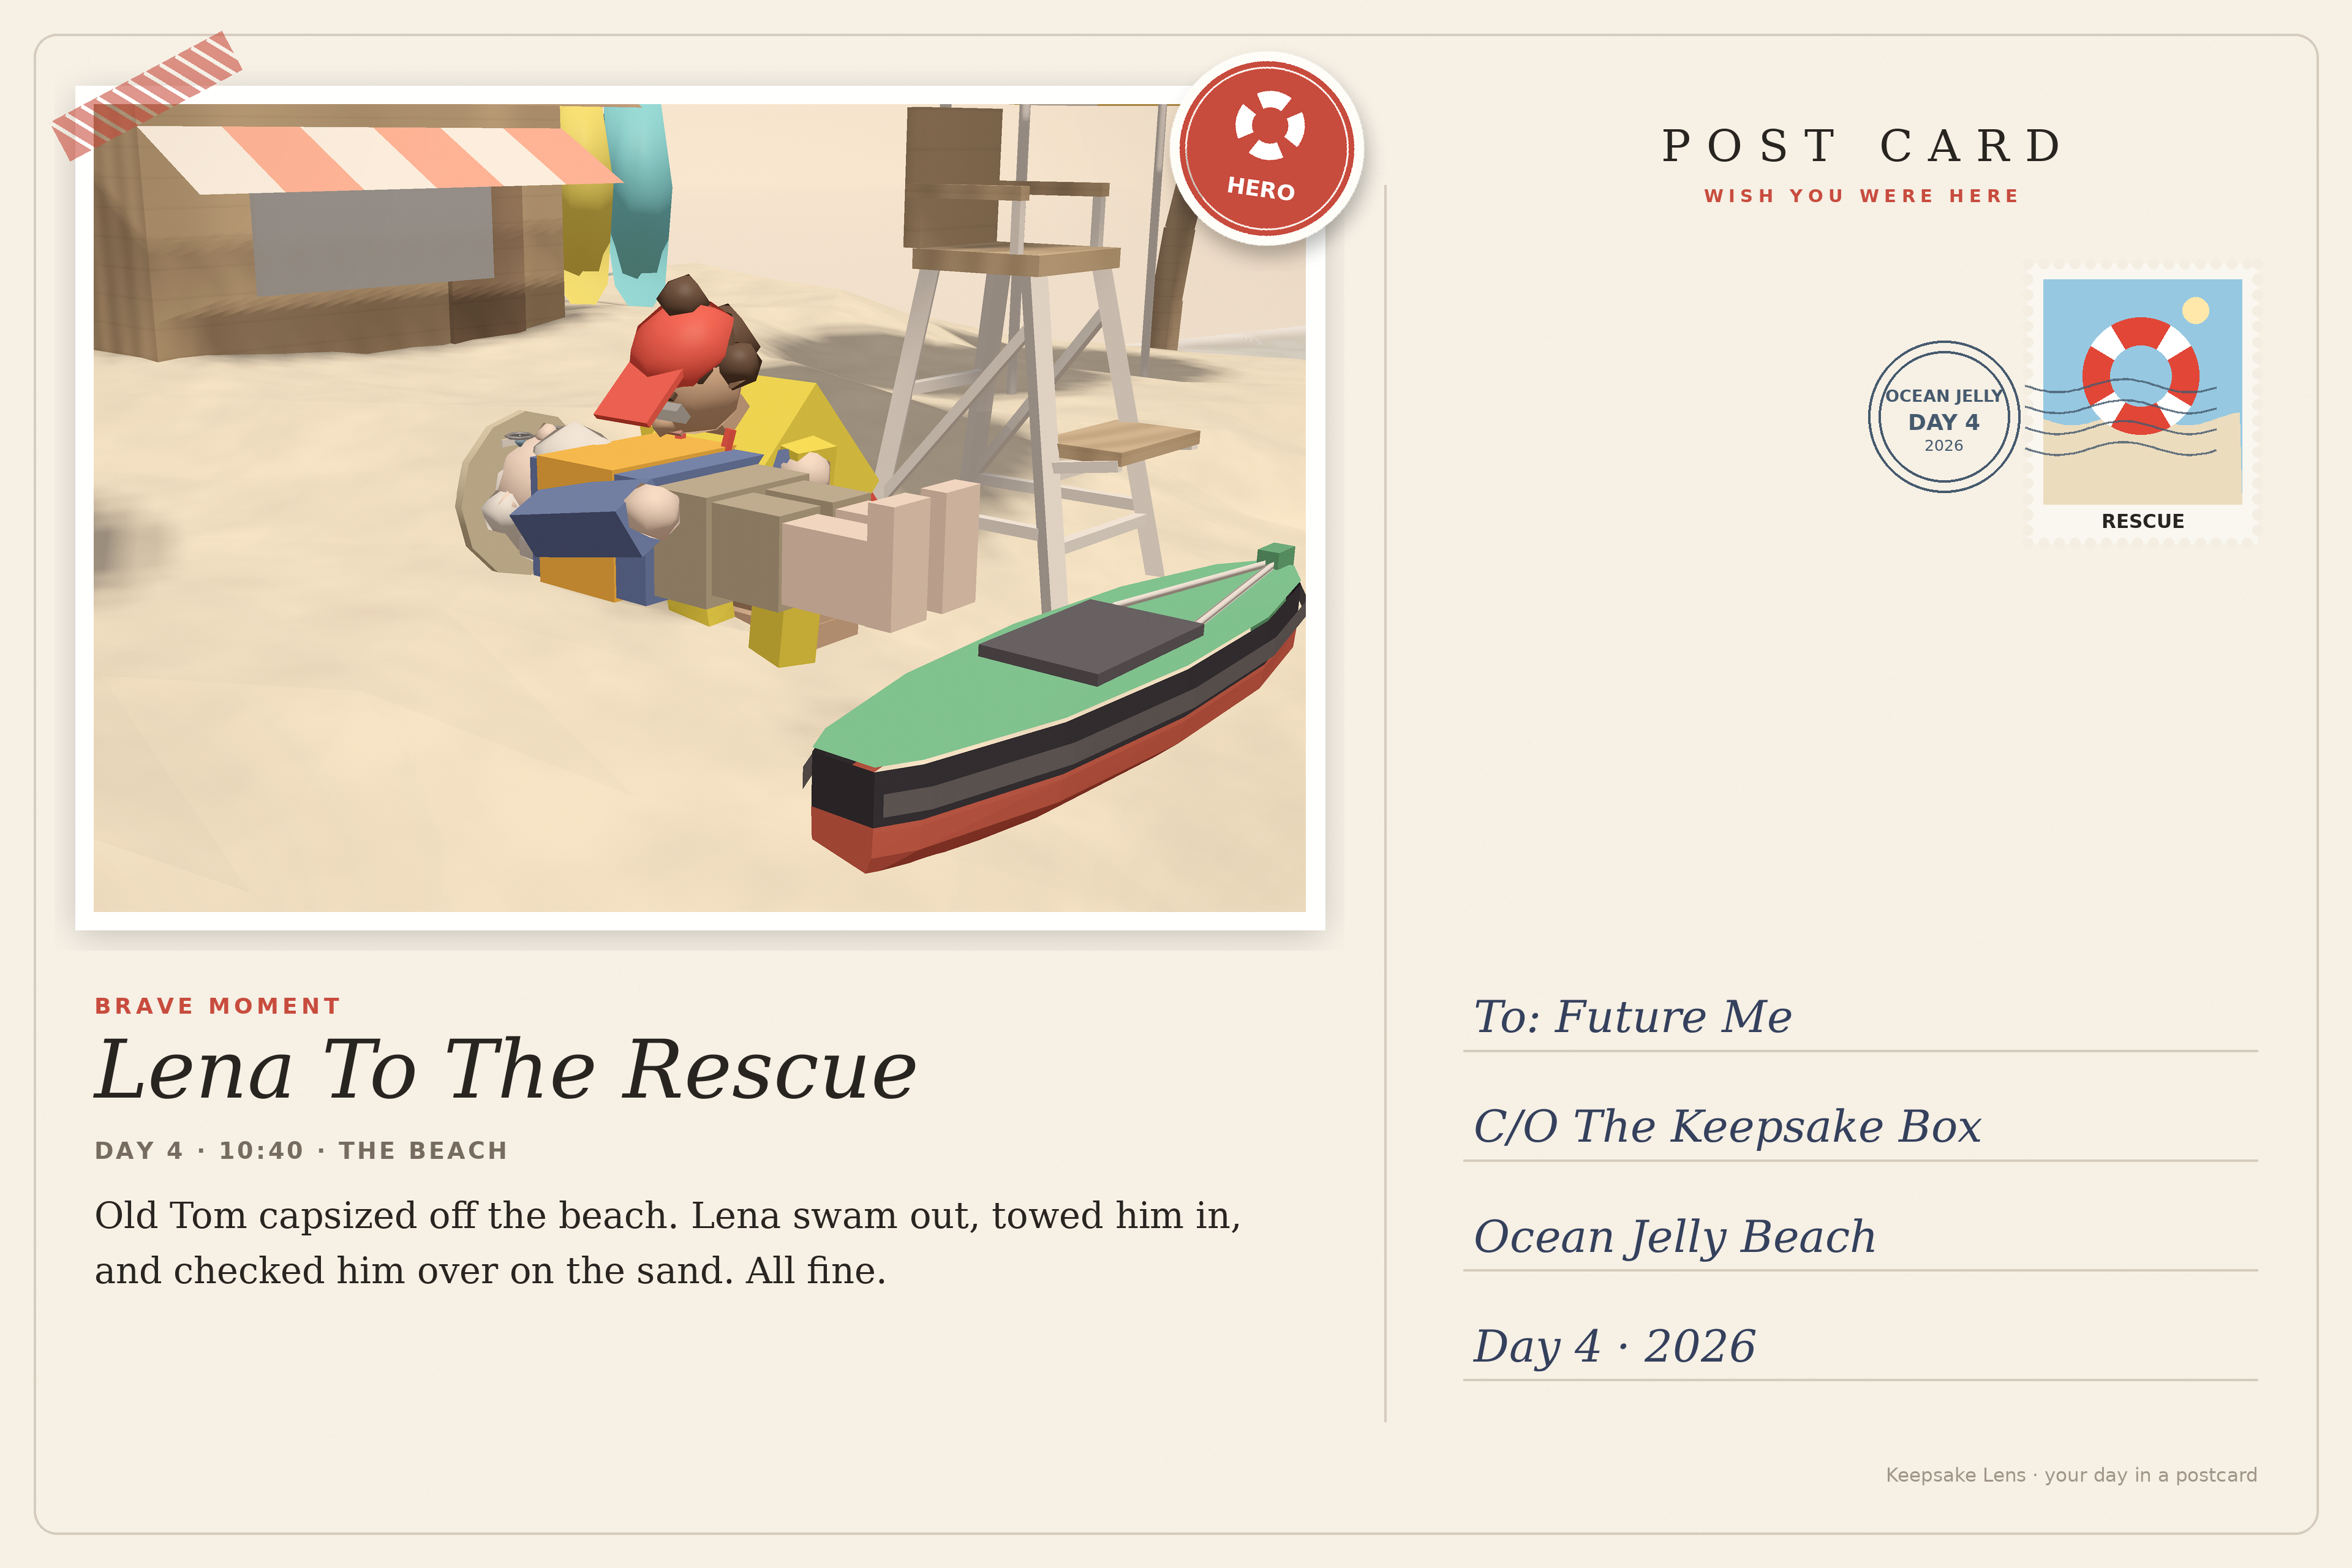 HERO
BRAVE MOMENT
Lena To The Rescue
DAY 4 · 10:40 · THE BEACH
Old Tom capsized off the beach. Lena swam out, towed him in,
and checked him over on the sand. All fine.
POST CARD
WISH YOU WERE HERE
OCEAN JELLY
DAY 4
2026
RESCUE
To: Future Me
C/O The Keepsake Box
Ocean Jelly Beach
Day 4 · 2026
Keepsake Lens · your day in a postcard